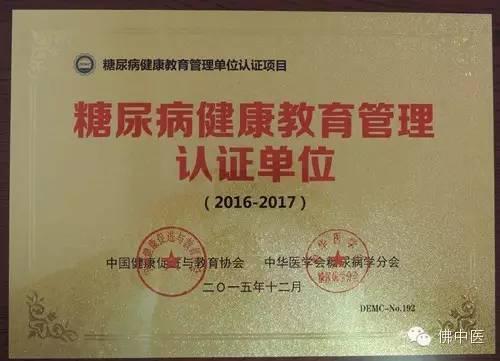 糖尿病健康教育管理单位认证项目
糖尿病健康教育管理
认证单位
(2016-2017)
中国健康促进与教育协会 中华医学会糖尿病学分会
二〇一五年十二月
DEMC-No.192
佛中医